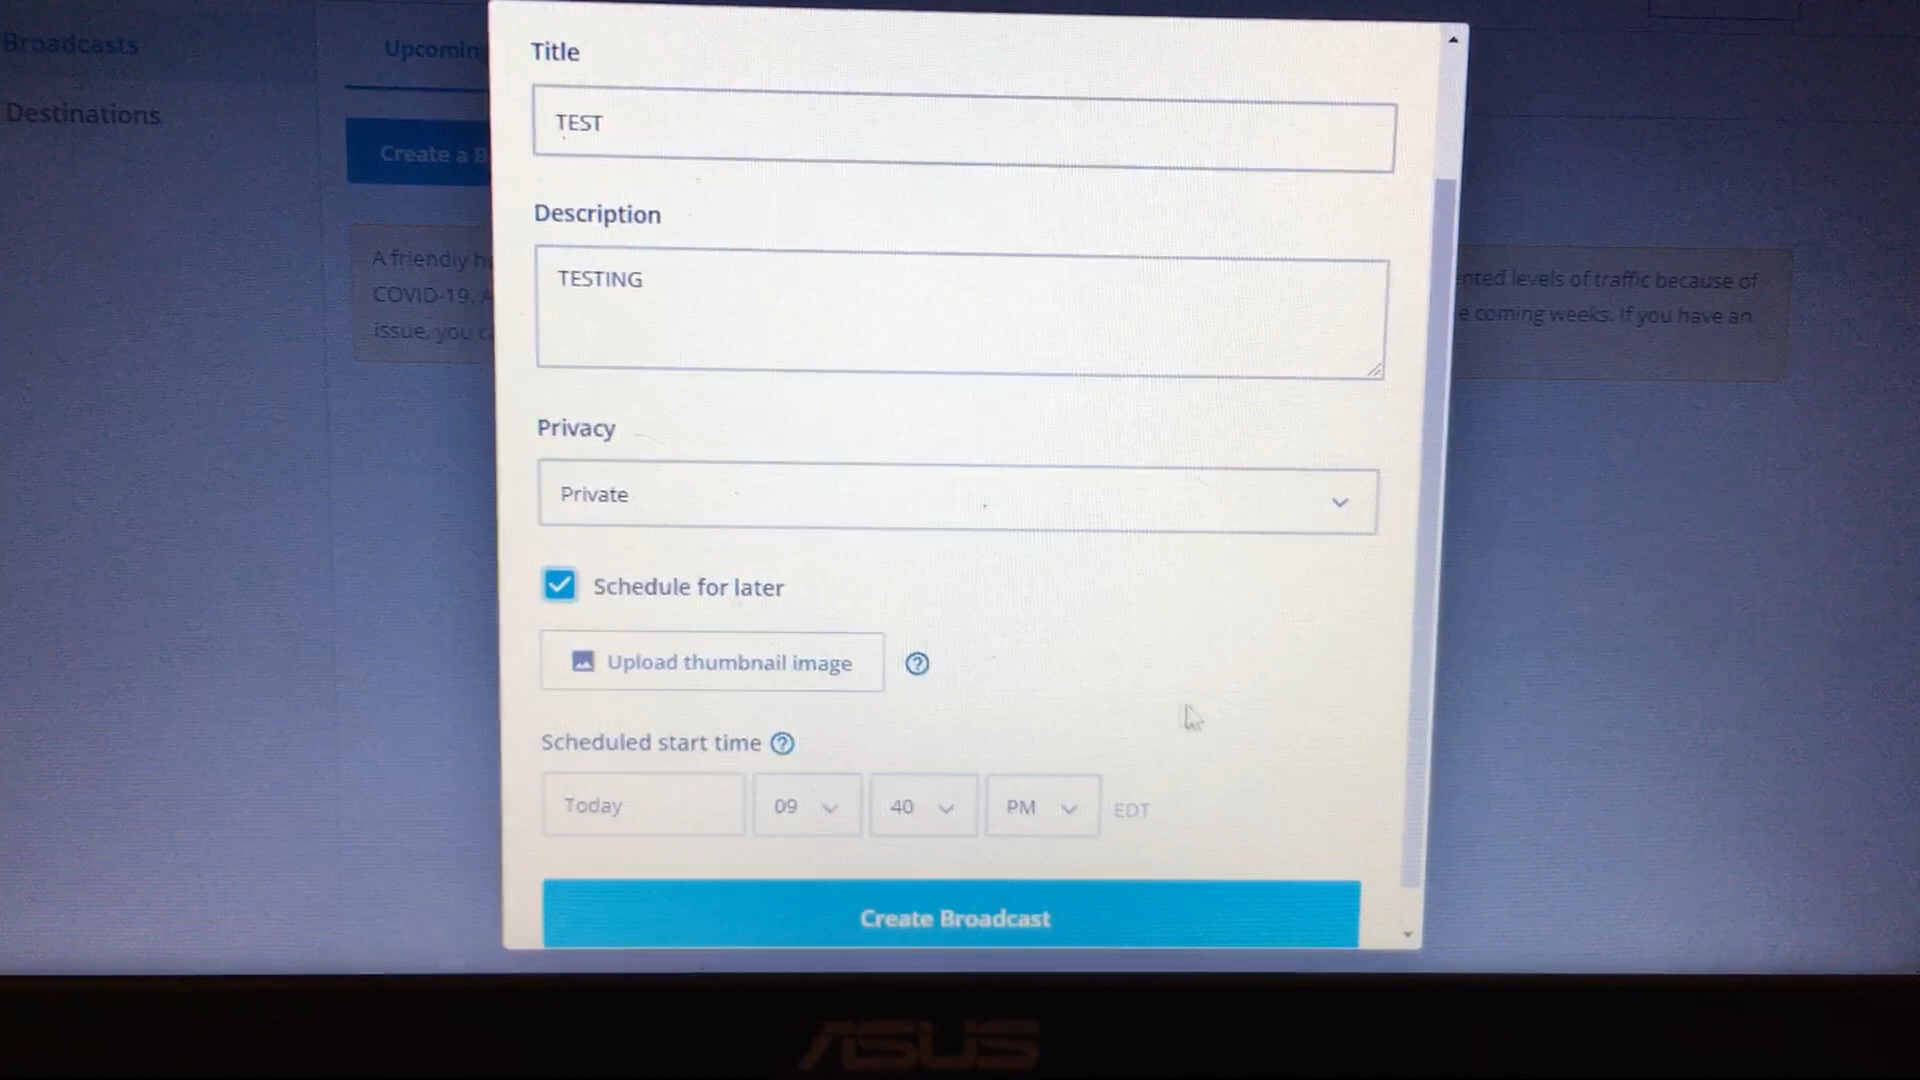 Broadcasts
Destinations
Upcoming
Create a B
A friendly h
COVID-19. A
issue, you c
nted levels of traffic because of
e coming weeks. If you have an
Title
TEST
Description
TESTING
Privacy
Private
Schedule for later
Upload thumbnail image ?
Scheduled start time ?
Today 09 40 PM EDT
Create Broadcast
ASUS